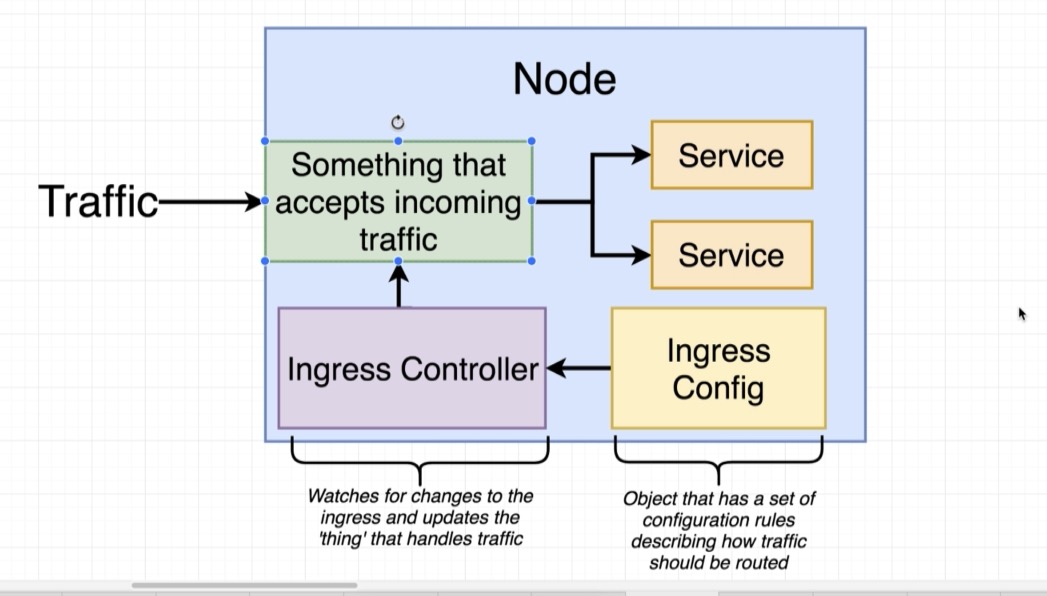 Node
Traffic
Something that
accepts incoming
traffic
Service
Service
Ingress Controller
Ingress
Config
Watches for changes to the
ingress and updates the
'thing' that handles traffic
Object that has a set of
configuration rules
describing how traffic
should be routed